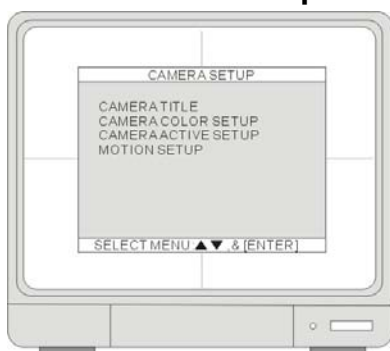 CAMERA SETUP
CAMERA TITLE
CAMERA COLOR SETUP
CAMERA ACTIVE SETUP
MOTION SETUP
SELECT MENU:▲▼,& [ENTER]